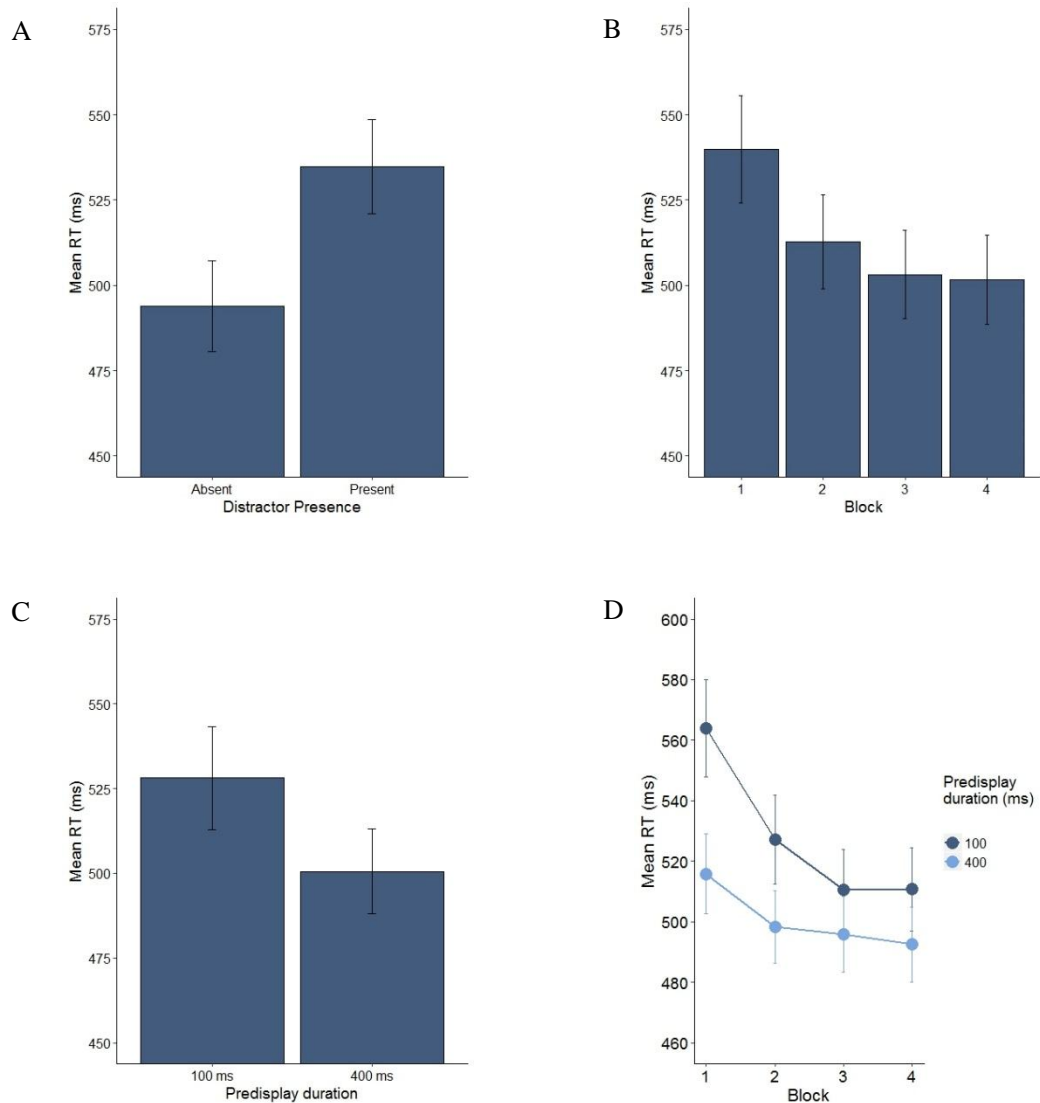 A
575
550
525
500
475
450
Mean RT (ms)
Absent Present
Distractor Presence
B
575
550
525
500
475
450
Mean RT (ms)
1 2 3 4
Block
C
575
550
525
500
475
450
Mean RT (ms)
100 ms 400 ms
Predisplay duration
D
600
580
560
540
520
500
480
460
Mean RT (ms)
1 2 3 4
Block
Predisplay
duration (ms)
100
400